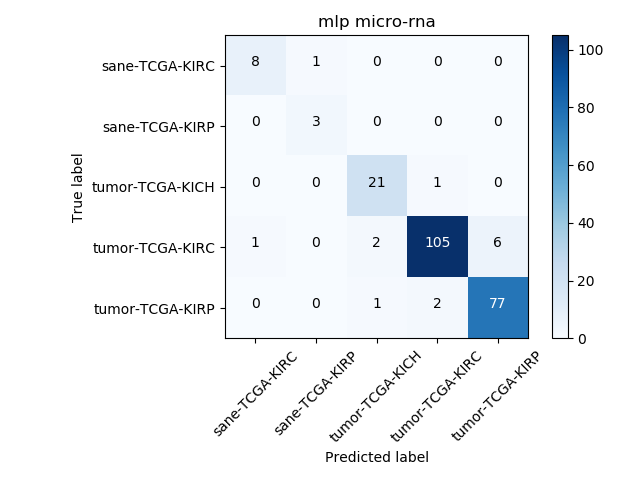 mlp micro-rna
sane-TCGA-KIRC 8 1 0 0 0
sane-TCGA-KIRP 0 3 0 0 0
tumor-TCGA-KICH 0 0 21 1 0
tumor-TCGA-KIRC 1 0 2 105 6
tumor-TCGA-KIRP 0 0 1 2 77
sane-TCGA-KIRC
sane-TCGA-KIRP
tumor-TCGA-KICH
tumor-TCGA-KIRC
tumor-TCGA-KIRP
True label
Predicted label
100
80
60
40
20
0